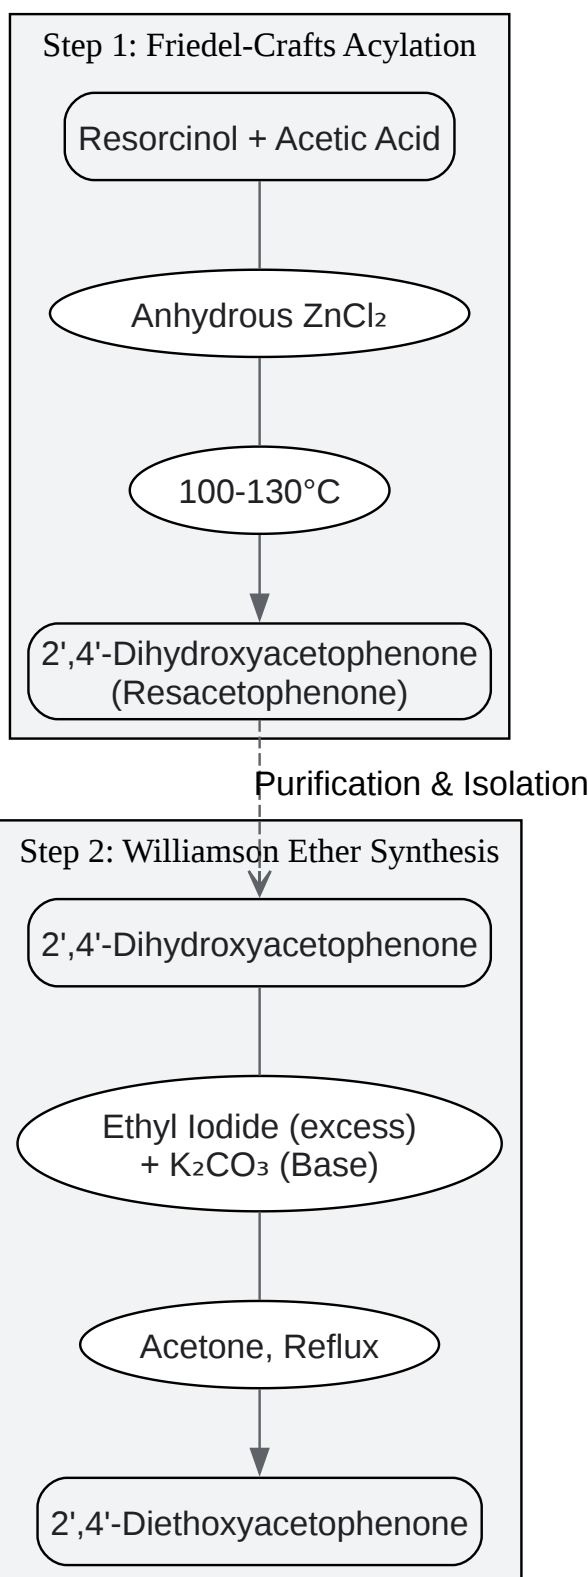 Step 1: Friedel-Crafts Acylation
Resorcinol + Acetic Acid
Anhydrous ZnCl₂
100-130°C
2',4'-Dihydroxyacetophenone
(Resacetophenone)
Purification & Isolation
Step 2: Williamson Ether Synthesis
2',4'-Dihydroxyacetophenone
Ethyl Iodide (excess)
+ K₂CO₃ (Base)
Acetone, Reflux
2',4'-Diethoxyacetophenone